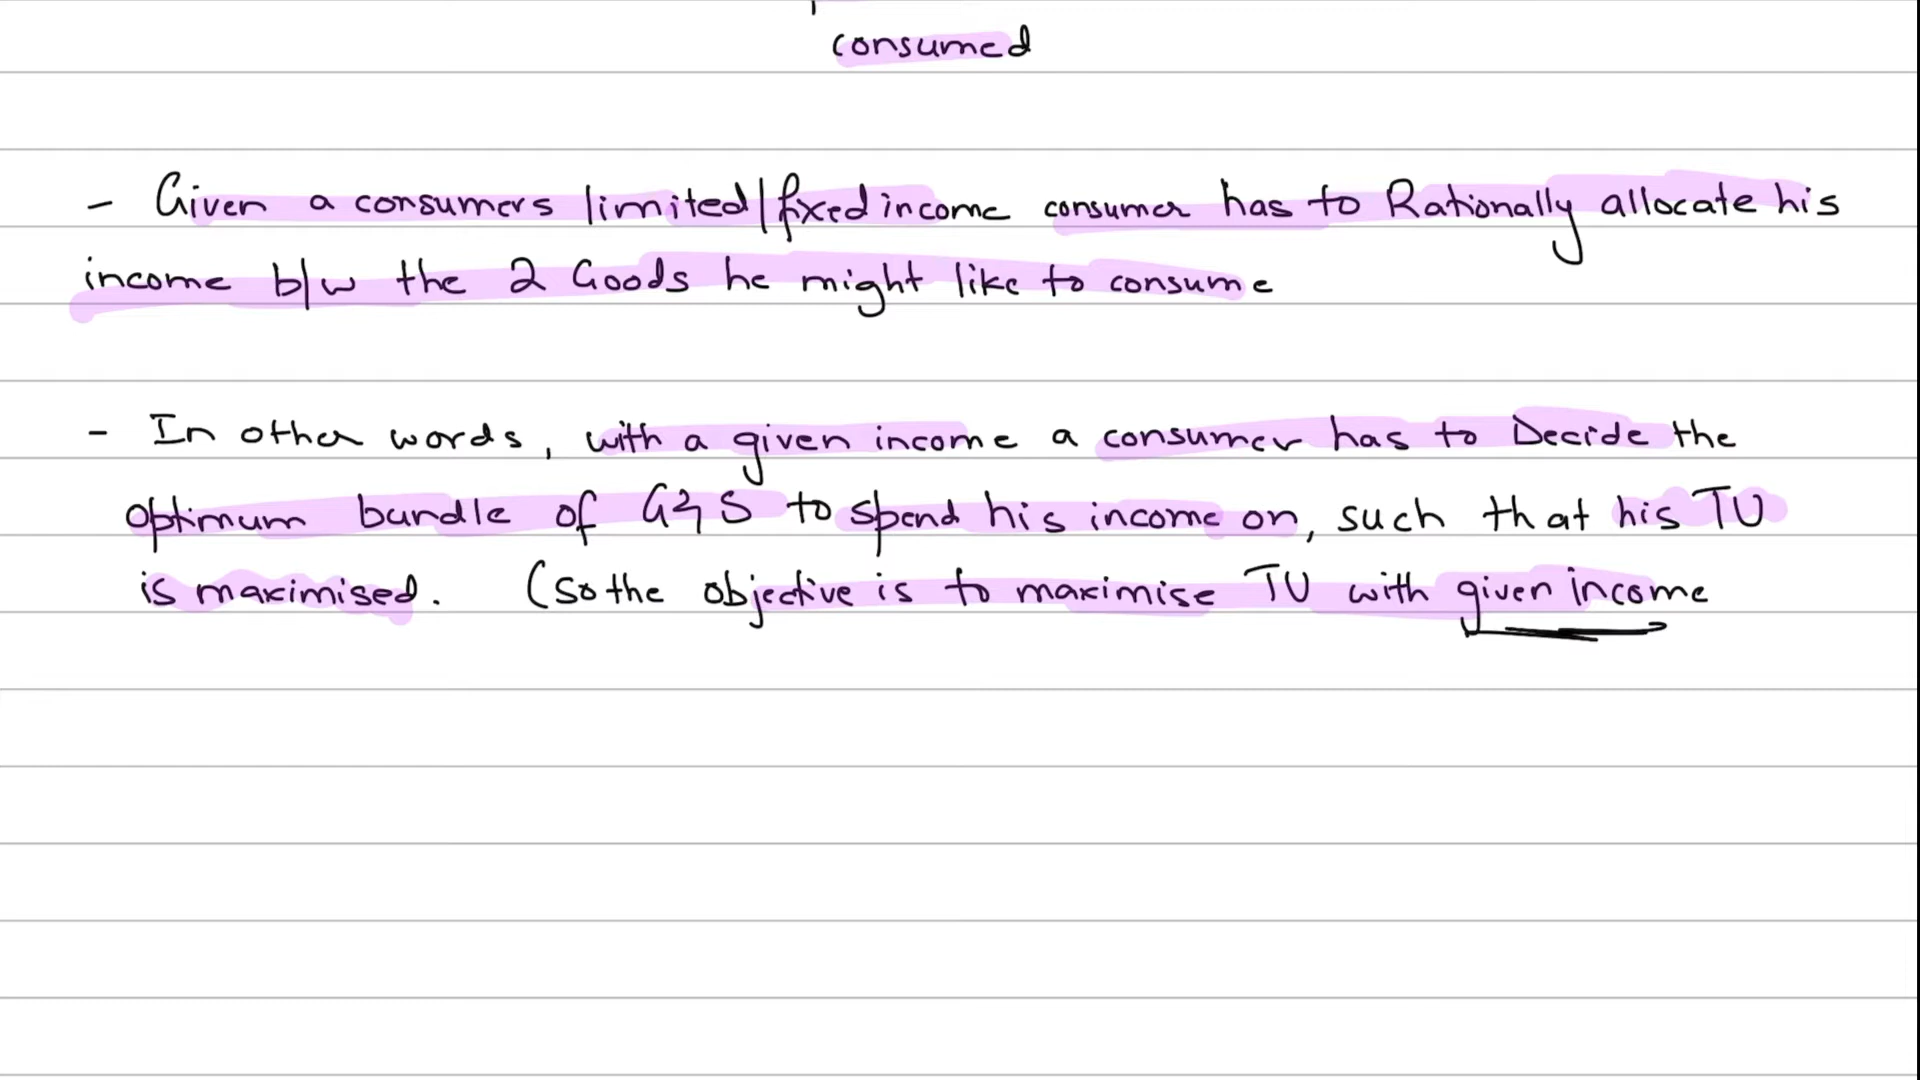 consumed
- Given a consumers limited/fixed income consumer has to Rationally allocate his
income b/w the 2 Goods he might like to consume
- In other words, with a given income a consumer has to Decide the
optimum bundle of G & S to spend his income on, such that his TU
is maximised. (So the objective is to maximise TU with given income